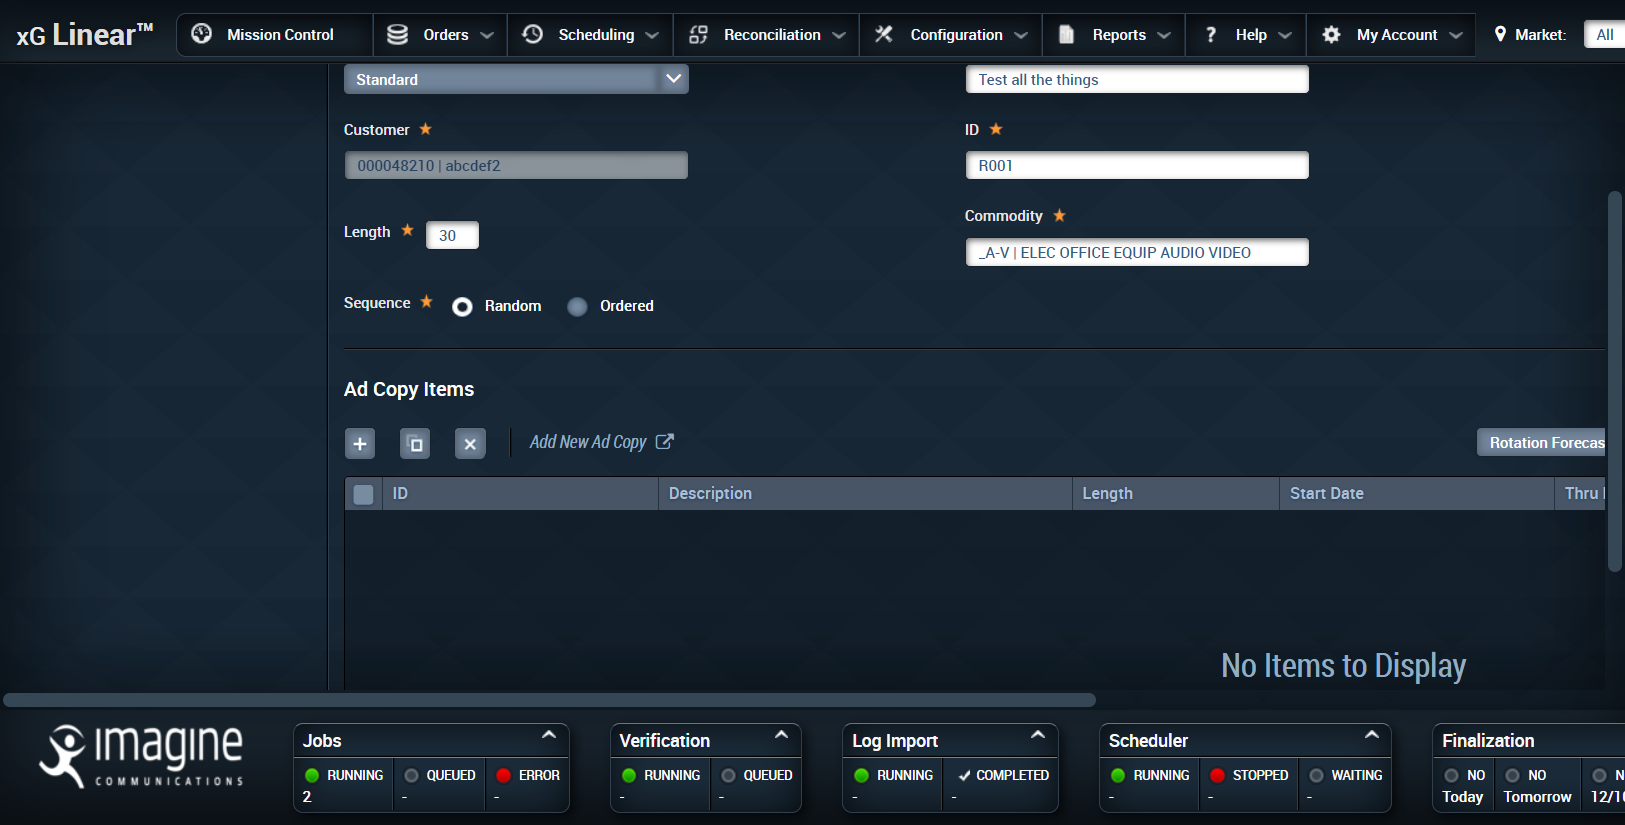 xG Linear™ Mission Control Orders Scheduling Reconciliation Configuration Reports ? Help My Account Market: All
Standard Test all the things
Customer ★ ID ★
000048210 | abcdef2 R001
Commodity ★
Length ★ 30
_A-V | ELEC OFFICE EQUIP AUDIO VIDEO
Sequence ★ Random Ordered
Ad Copy Items
Add New Ad Copy Rotation Forecas
ID Description Length Start Date Thru
No Items to Display
imagine
COMMUNICATIONS
Jobs Verification Log Import Scheduler Finalization
RUNNING QUEUED ERROR RUNNING QUEUED RUNNING COMPLETED RUNNING STOPPED WAITING NO NO N
2 - - - - - - - - - Today Tomorrow 12/10